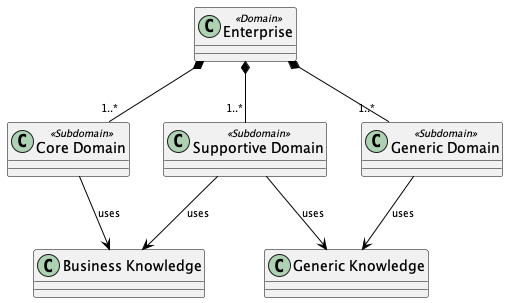 C «Domain»
Enterprise
1..* 1..* 1..*
C «Subdomain»
Core Domain
C «Subdomain»
Supportive Domain
C «Subdomain»
Generic Domain
uses uses uses uses
C Business Knowledge
C Generic Knowledge